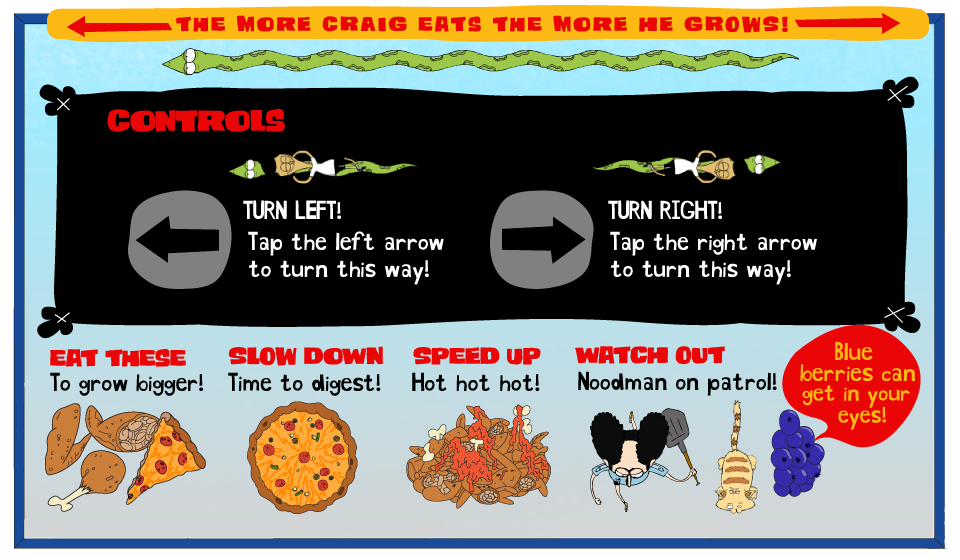 THE MORE CRAIG EATS THE MORE HE GROWS!
CONTROLS
TURN LEFT!
Tap the left arrow
to turn this way!
TURN RIGHT!
Tap the right arrow
to turn this way!
EAT THESE
To grow bigger!
SLOW DOWN
Time to digest!
SPEED UP
Hot hot hot!
WATCH OUT
Noodman on patrol!
Blue
berries can
get in your
eyes!